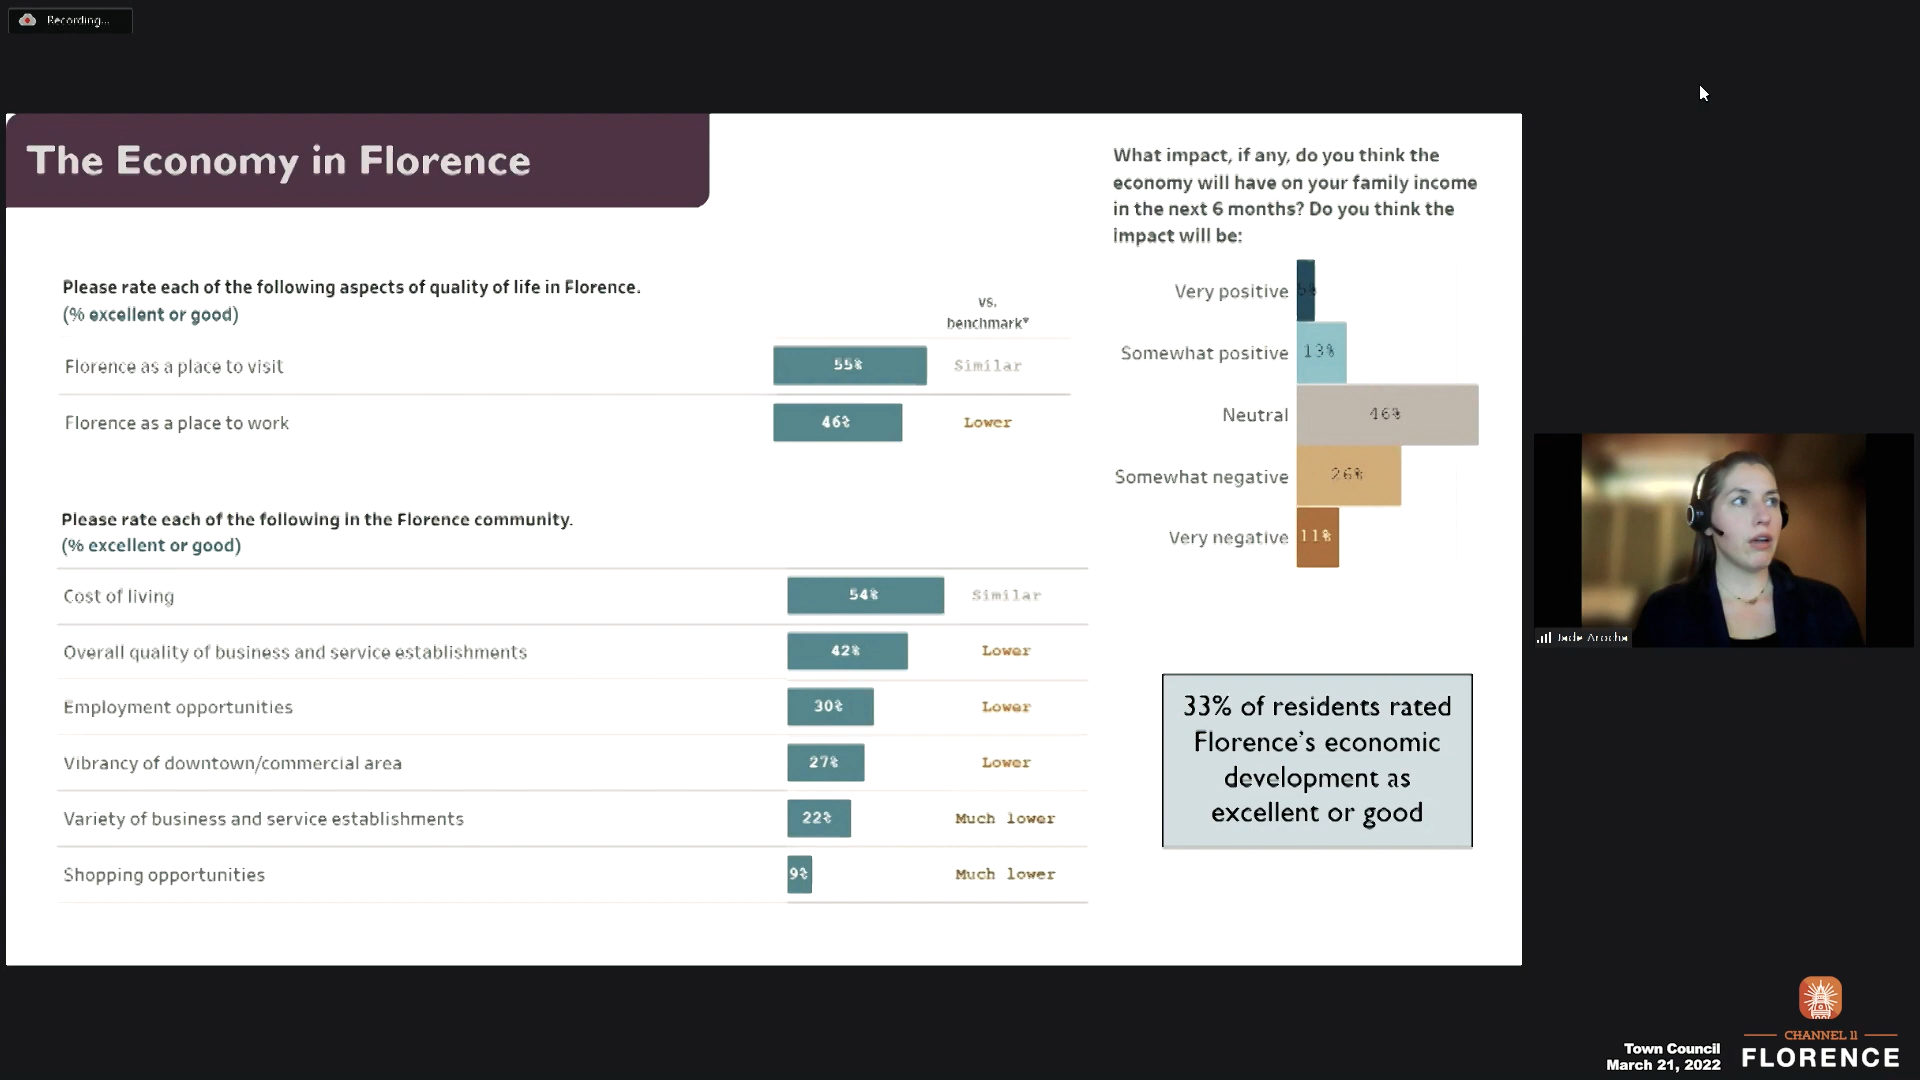 Recording...
The Economy in Florence
Please rate each of the following aspects of quality of life in Florence.
(% excellent or good)
vs.
benchmark*
Florence as a place to visit 55% Similar
Florence as a place to work 46% Lower
Please rate each of the following in the Florence community.
(% excellent or good)
Cost of living 54% Similar
Overall quality of business and service establishments 42% Lower
Employment opportunities 30% Lower
Vibrancy of downtown/commercial area 27% Lower
Variety of business and service establishments 22% Much lower
Shopping opportunities 9% Much lower
What impact, if any, do you think the
economy will have on your family income
in the next 6 months? Do you think the
impact will be:
Very positive
Somewhat positive 13%
Neutral 46%
Somewhat negative 26%
Very negative 11%
33% of residents rated
Florence's economic
development as
excellent or good
Jade Arocha
Town Council
March 21, 2022
CHANNEL 11
FLORENCE